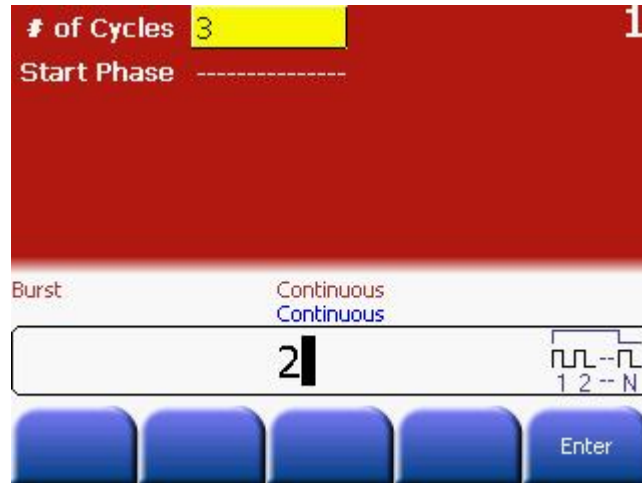 # of Cycles 3 1
Start Phase ---------------
Burst Continuous
Continuous
2
1 2 -- N
Enter